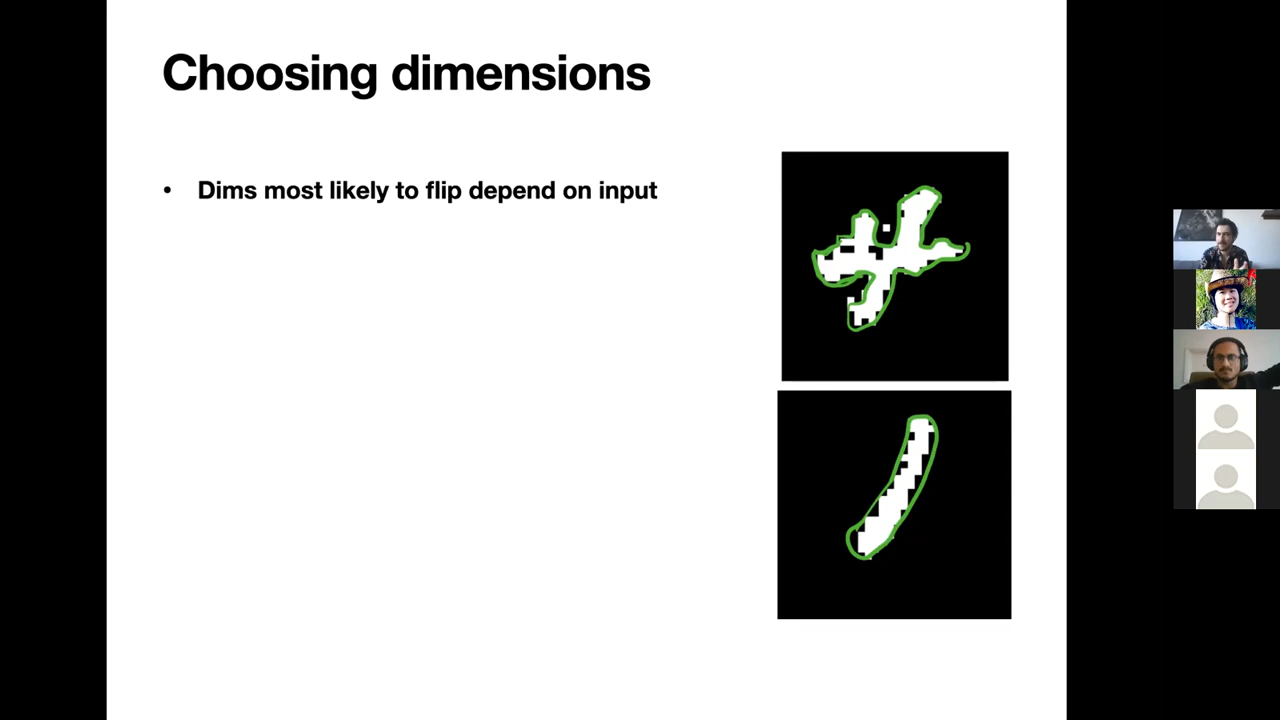 Choosing dimensions
• Dims most likely to flip depend on input